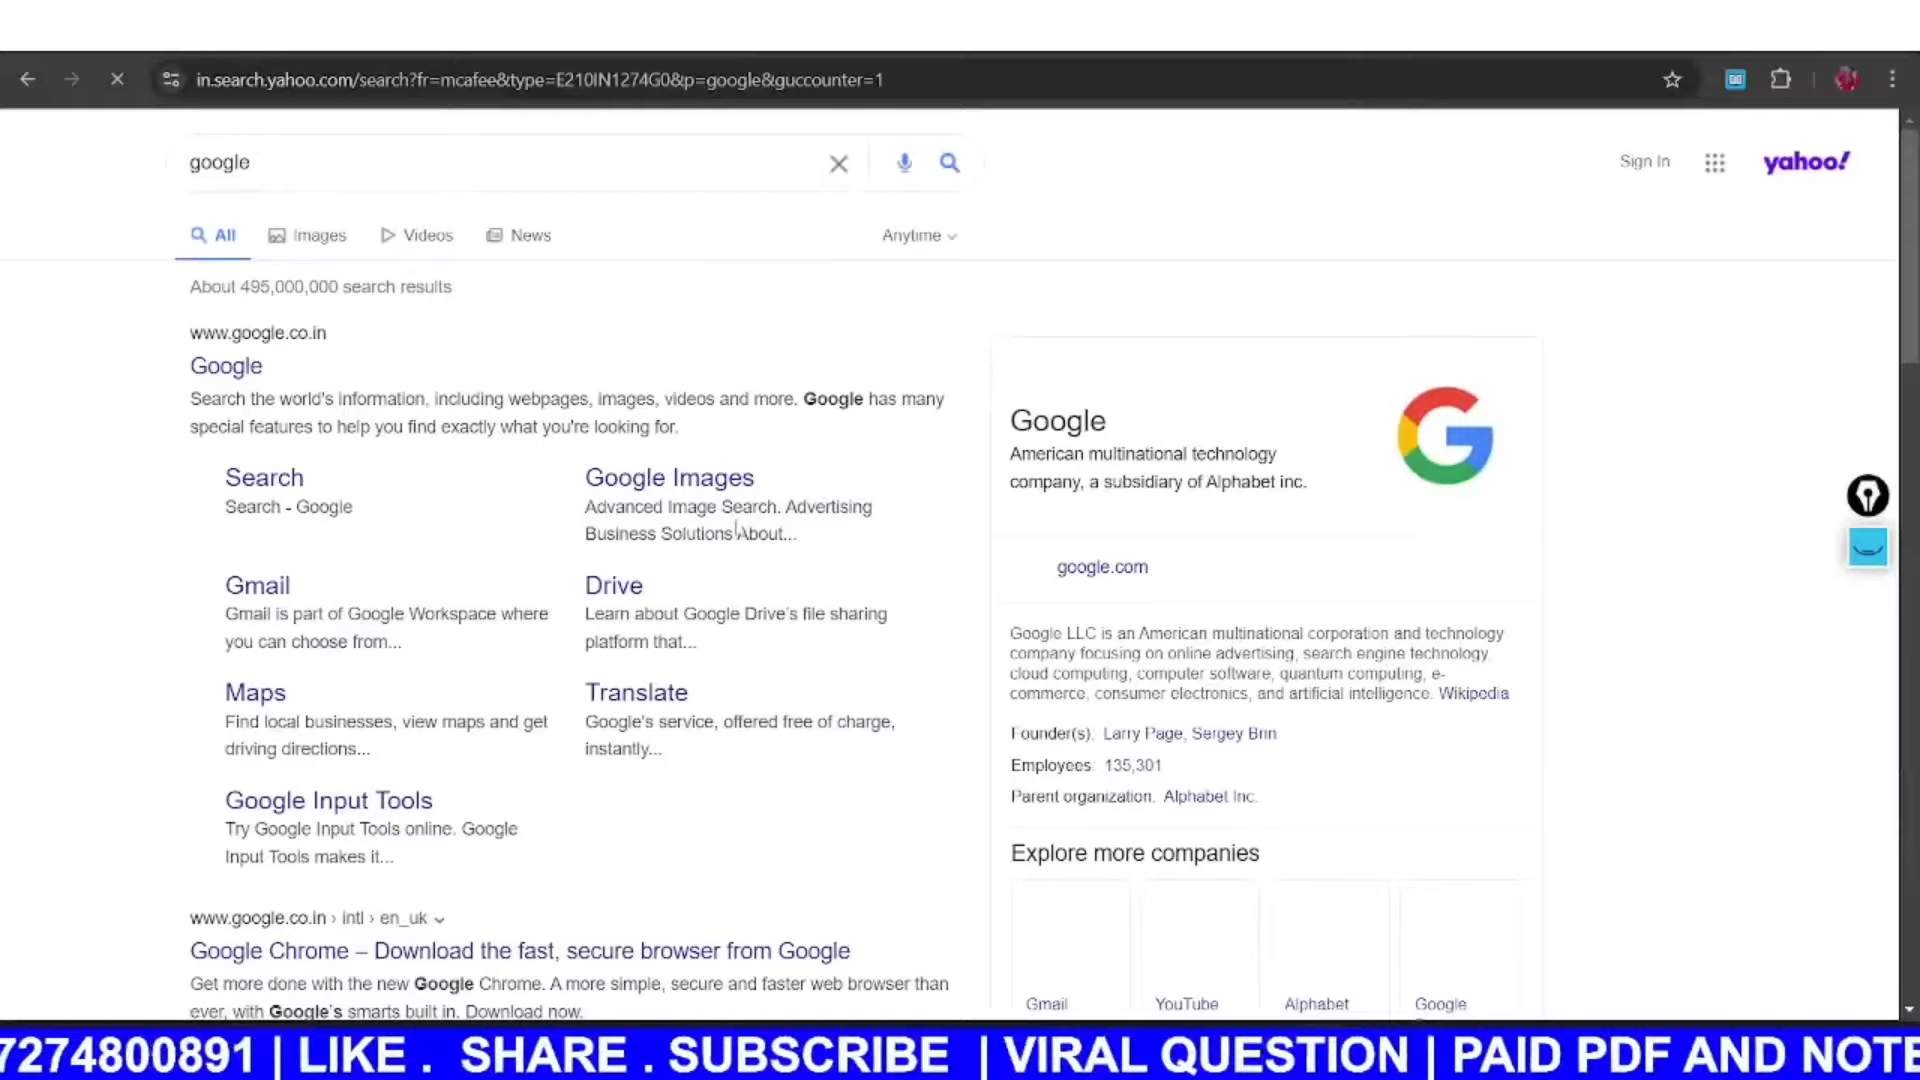 in.search.yahoo.com/search?fr=mcafee&type=E210IN1274G0&p=google&guccounter=1
google
Sign In
yahoo!
All
Images
Videos
News
Anytime
About 495,000,000 search results
www.google.co.in
Google
Search the world's information, including webpages, images, videos and more. Google has many
special features to help you find exactly what you're looking for.
Search
Search - Google
Google Images
Advanced Image Search. Advertising
Business Solutions About...
Gmail
Gmail is part of Google Workspace where
you can choose from...
Drive
Learn about Google Drive's file sharing
platform that...
Maps
Find local businesses, view maps and get
driving directions...
Translate
Google's service, offered free of charge,
instantly...
Google Input Tools
Try Google Input Tools online. Google
Input Tools makes it...
www.google.co.in › intl › en_uk
Google Chrome – Download the fast, secure browser from Google
Get more done with the new Google Chrome. A more simple, secure and faster web browser than
ever, with Google's smarts built in. Download now.
Google
American multinational technology
company, a subsidiary of Alphabet inc.
google.com
Google LLC is an American multinational corporation and technology
company focusing on online advertising, search engine technology,
cloud computing, computer software, quantum computing, e-
commerce, consumer electronics, and artificial intelligence. Wikipedia
Founder(s): Larry Page, Sergey Brin
Employees: 135,301
Parent organization: Alphabet Inc.
Explore more companies
Gmail
YouTube
Alphabet
Google
7274800891 | LIKE . SHARE . SUBSCRIBE | VIRAL QUESTION | PAID PDF AND NOTE